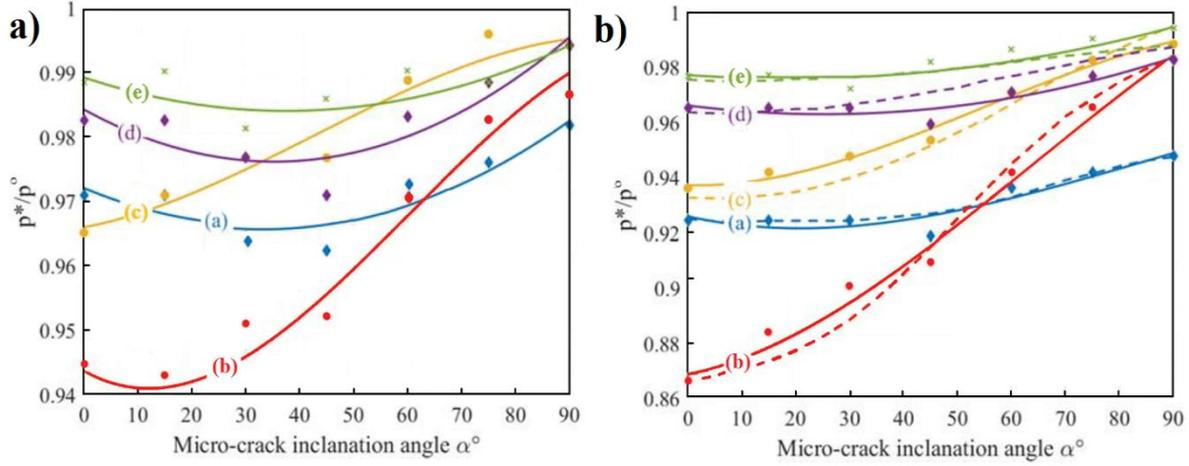 a)
1
0.99
0.98
0.97
0.96
0.95
0.94
p*/p°
(e)
(d)
(c)
(a)
(b)
0 10 20 30 40 50 60 70 80 90
Micro-crack inclanation angle α°
b)
1
0.98
0.96
0.94
0.92
0.9
0.88
0.86
p*/p°
(e)
(d)
(c)
(a)
(b)
0 10 20 30 40 50 60 70 80 90
Micro-crack inclanation angle α°